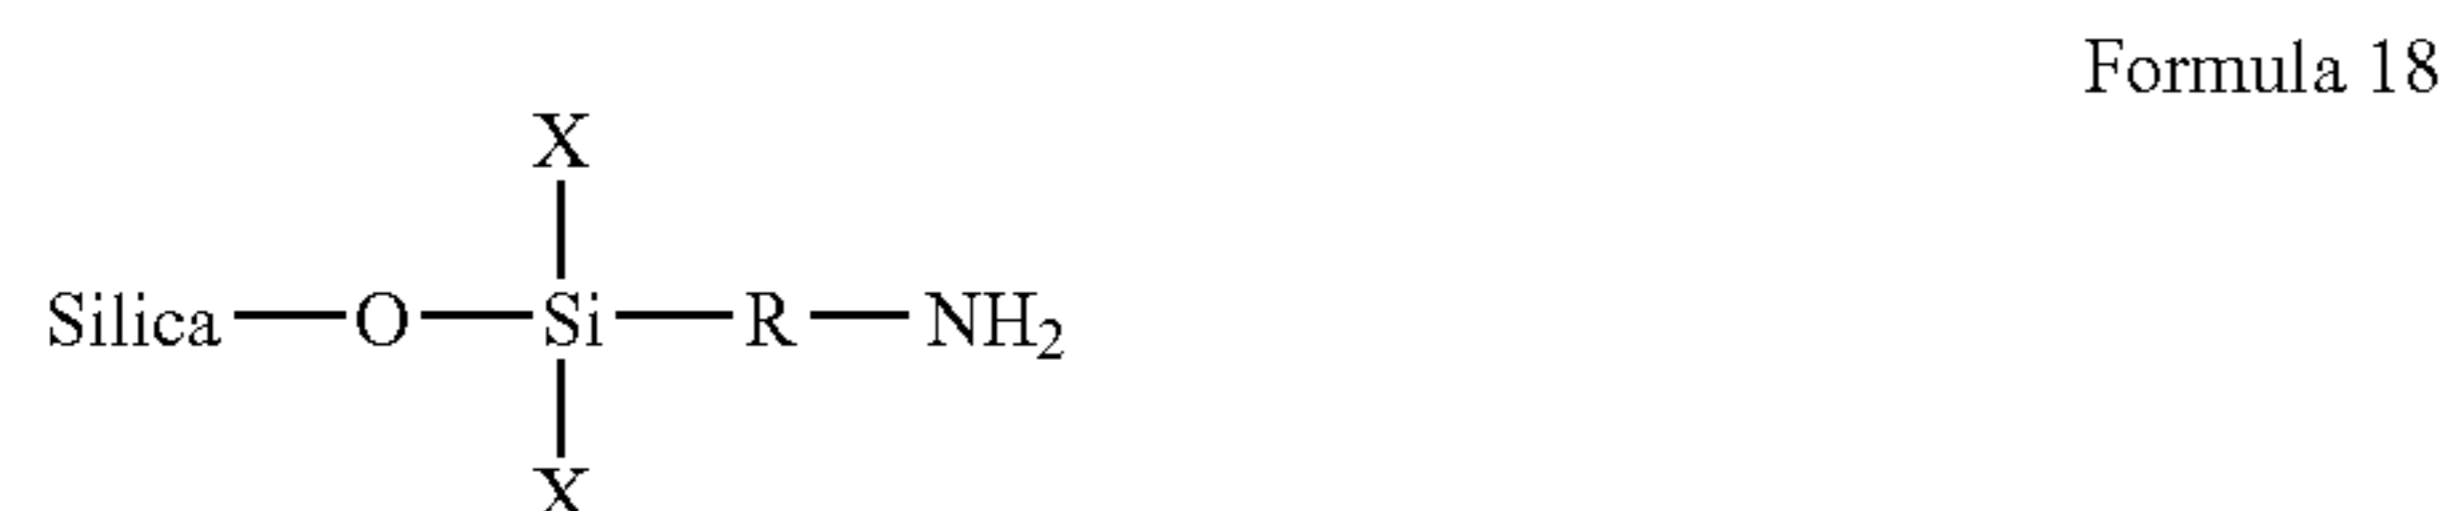 Formula 18
X
Silica—O—Si—R—NH₂
X